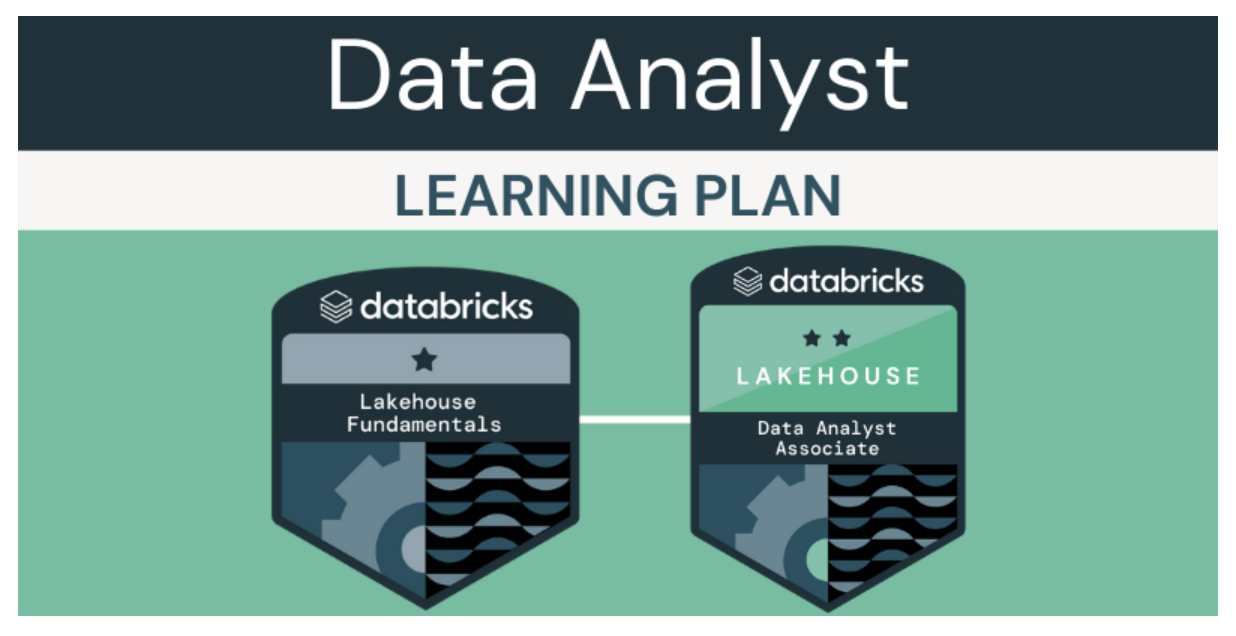 Data Analyst
LEARNING PLAN
databricks
Lakehouse
Fundamentals
databricks
LAKEHOUSE
Data Analyst
Associate